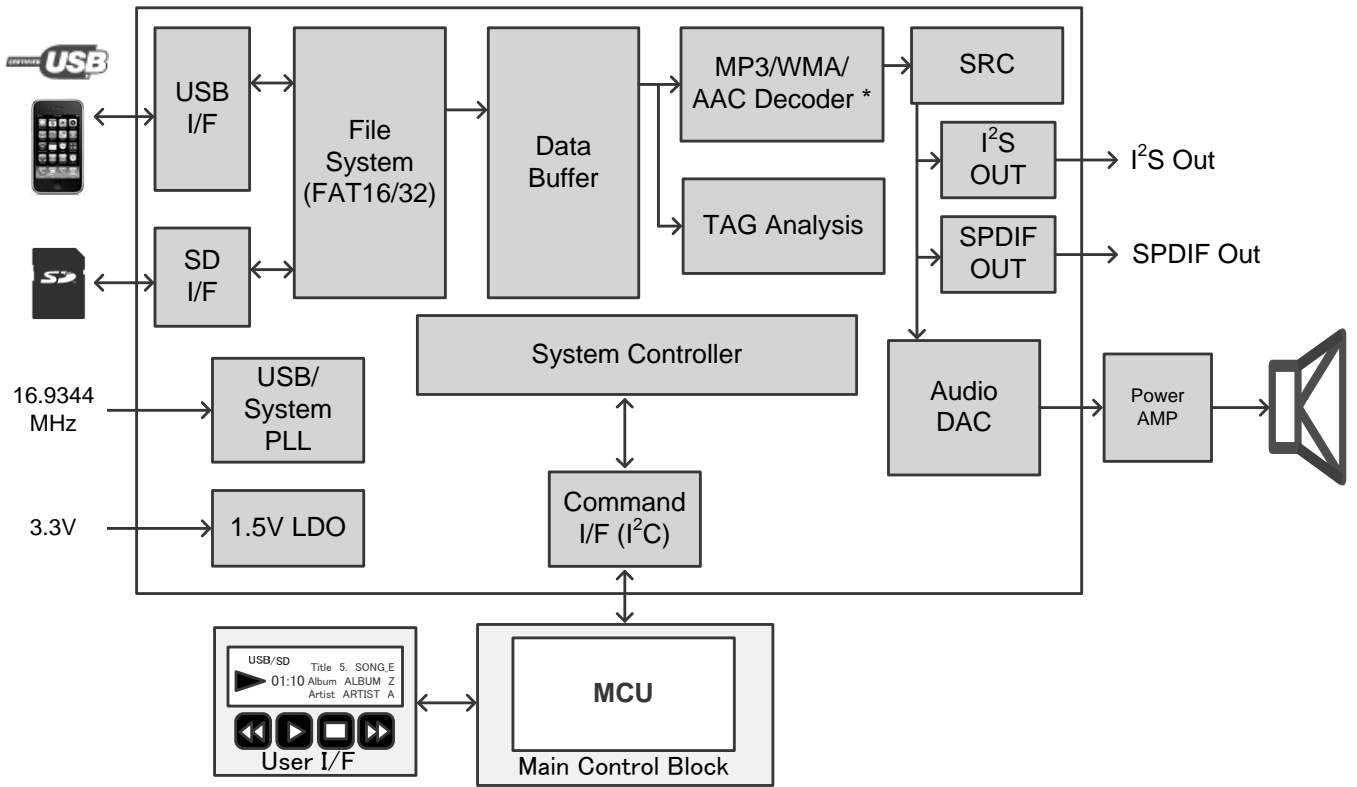 USB
USB
I/F
File
System
(FAT16/32)
Data
Buffer
MP3/WMA/
AAC Decoder *
SRC
I²S
OUT
I²S Out
TAG Analysis
SPDIF
OUT
SPDIF Out
SD
I/F
SD
System Controller
16.9344
MHz
USB/
System
PLL
Audio
DAC
Power
AMP
3.3V
1.5V LDO
Command
I/F (I²C)
USB/SD
Title 5. SONG_E
01:10 Album ALBUM Z
Artist ARTIST A
User I/F
MCU
Main Control Block